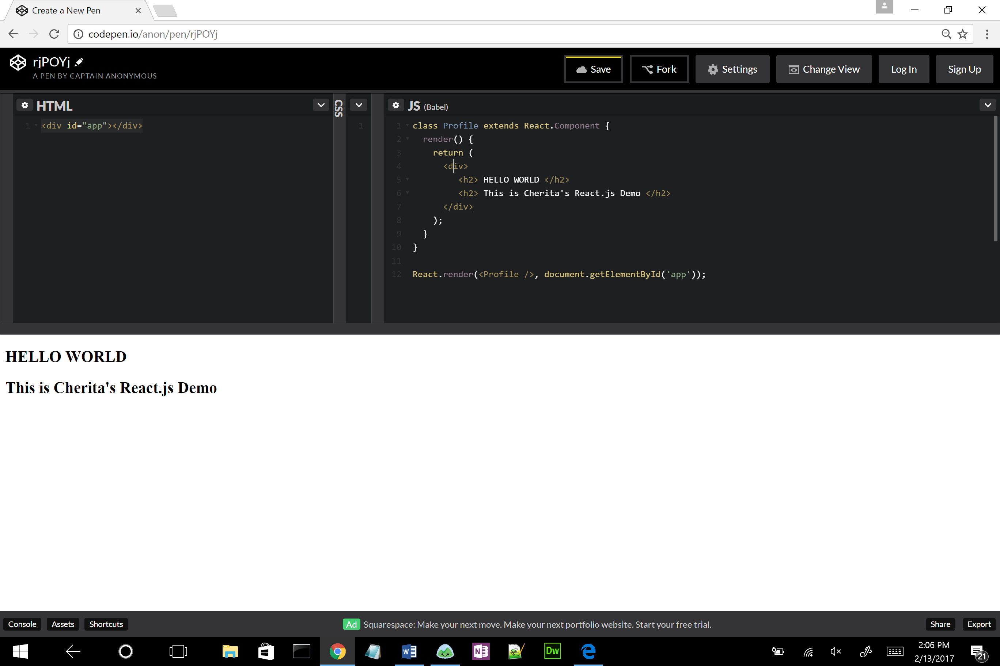 Create a New Pen
codepen.io/anon/pen/rjPOYj
rjPOYj
A PEN BY CAPTAIN ANONYMOUS
Save
Fork
Settings
Change View
Log In
Sign Up
HTML
1 <div id="app"></div>
CSS
1
JS (Babel)
1 class Profile extends React.Component {
2 render() {
3 return (
4 <div>
5 <h2> HELLO WORLD </h2>
6 <h2> This is Cherita's React.js Demo </h2>
7 </div>
8 );
9 }
10 }
11
12 React.render(<Profile />, document.getElementById('app'));
HELLO WORLD
This is Cherita's React.js Demo
Console
Assets
Shortcuts
Ad Squarespace: Make your next move. Make your next portfolio website. Start your free trial.
Share
Export
W
N
Dw
2:06 PM
2/13/2017
21